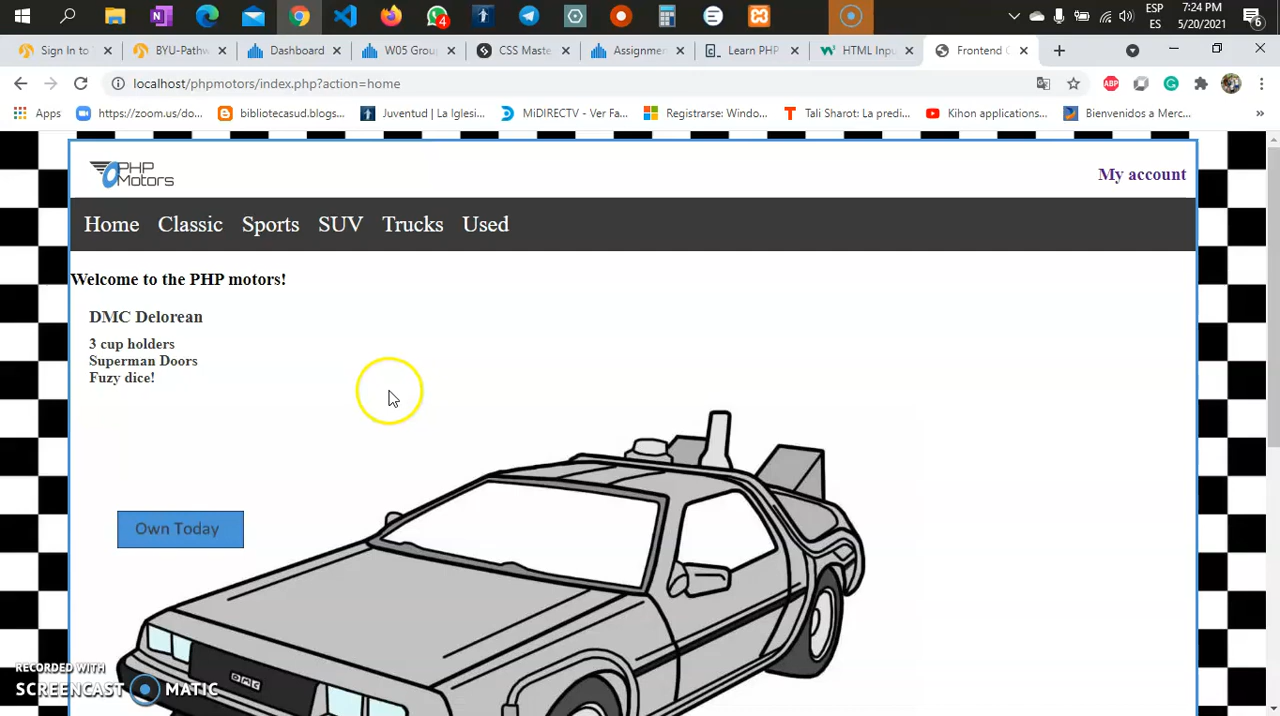 4
ESP
ES
7:24 PM
5/20/2021
6
Sign In to
BYU-Pathw
Dashboard
W05 Grou
CSS Maste
Assignmer
Learn PHP
HTML Inpu
Frontend C
localhost/phpmotors/index.php?action=home
ABP
Apps
https://zoom.us/do...
bibliotecasud.blogs...
Juventud | La Iglesi...
MiDIRECTV - Ver Fa...
Registrarse: Windo...
Tali Sharot: La predi...
Kihon applications...
Bienvenidos a Merc...
PHP
Motors
My account
Home Classic Sports SUV Trucks Used
Welcome to the PHP motors!
DMC Delorean
3 cup holders
Superman Doors
Fuzy dice!
Own Today
DMC
RECORDED WITH
SCREENCAST MATIC